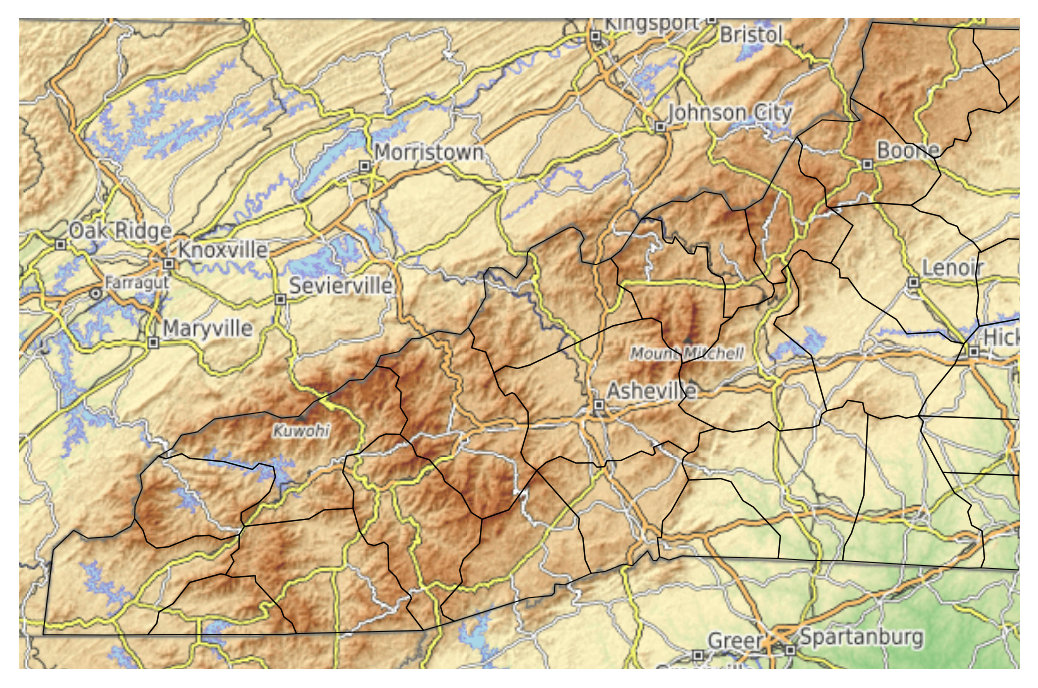 Kingsport
Bristol
Johnson City
Morristown
Boone
Oak Ridge
Knoxville
Farragut
Sevierville
Lenoir
Maryville
Hick
Mount Mitchell
Asheville
Kuwohi
Greer
Spartanburg